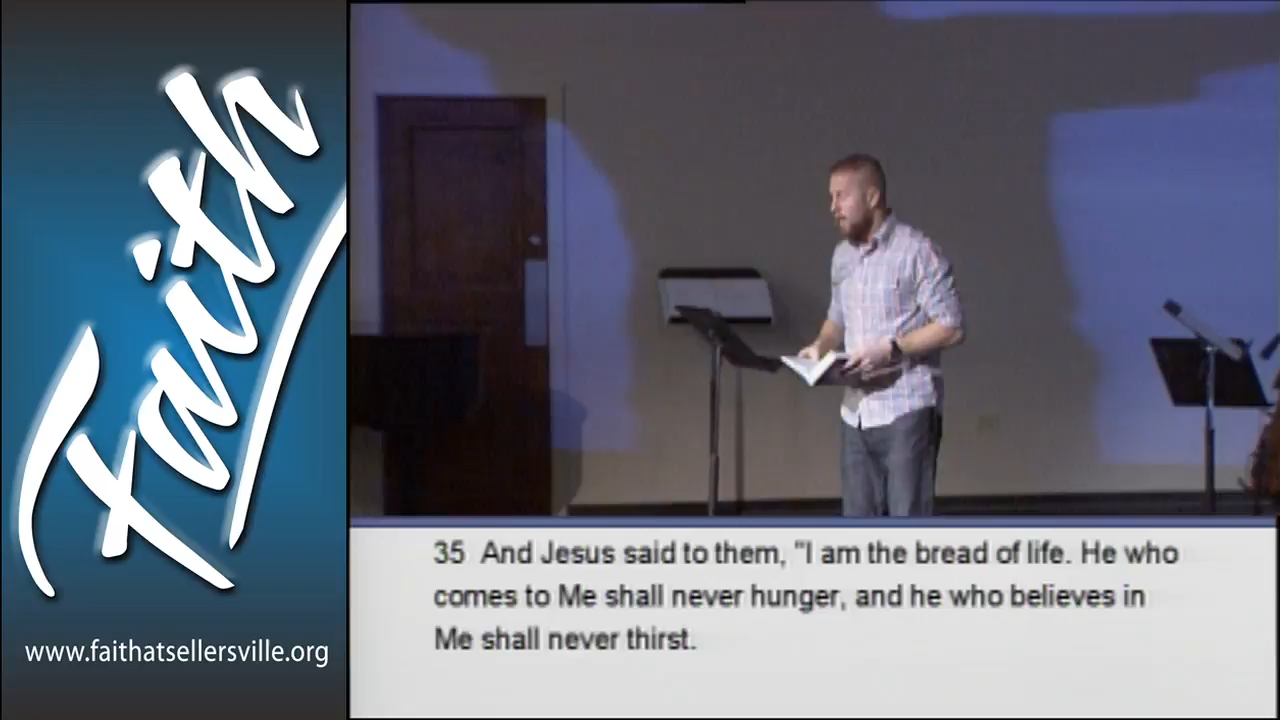 Faith
www.faithatsellersville.org
35 And Jesus said to them, "I am the bread of life. He who
comes to Me shall never hunger, and he who believes in
Me shall never thirst.